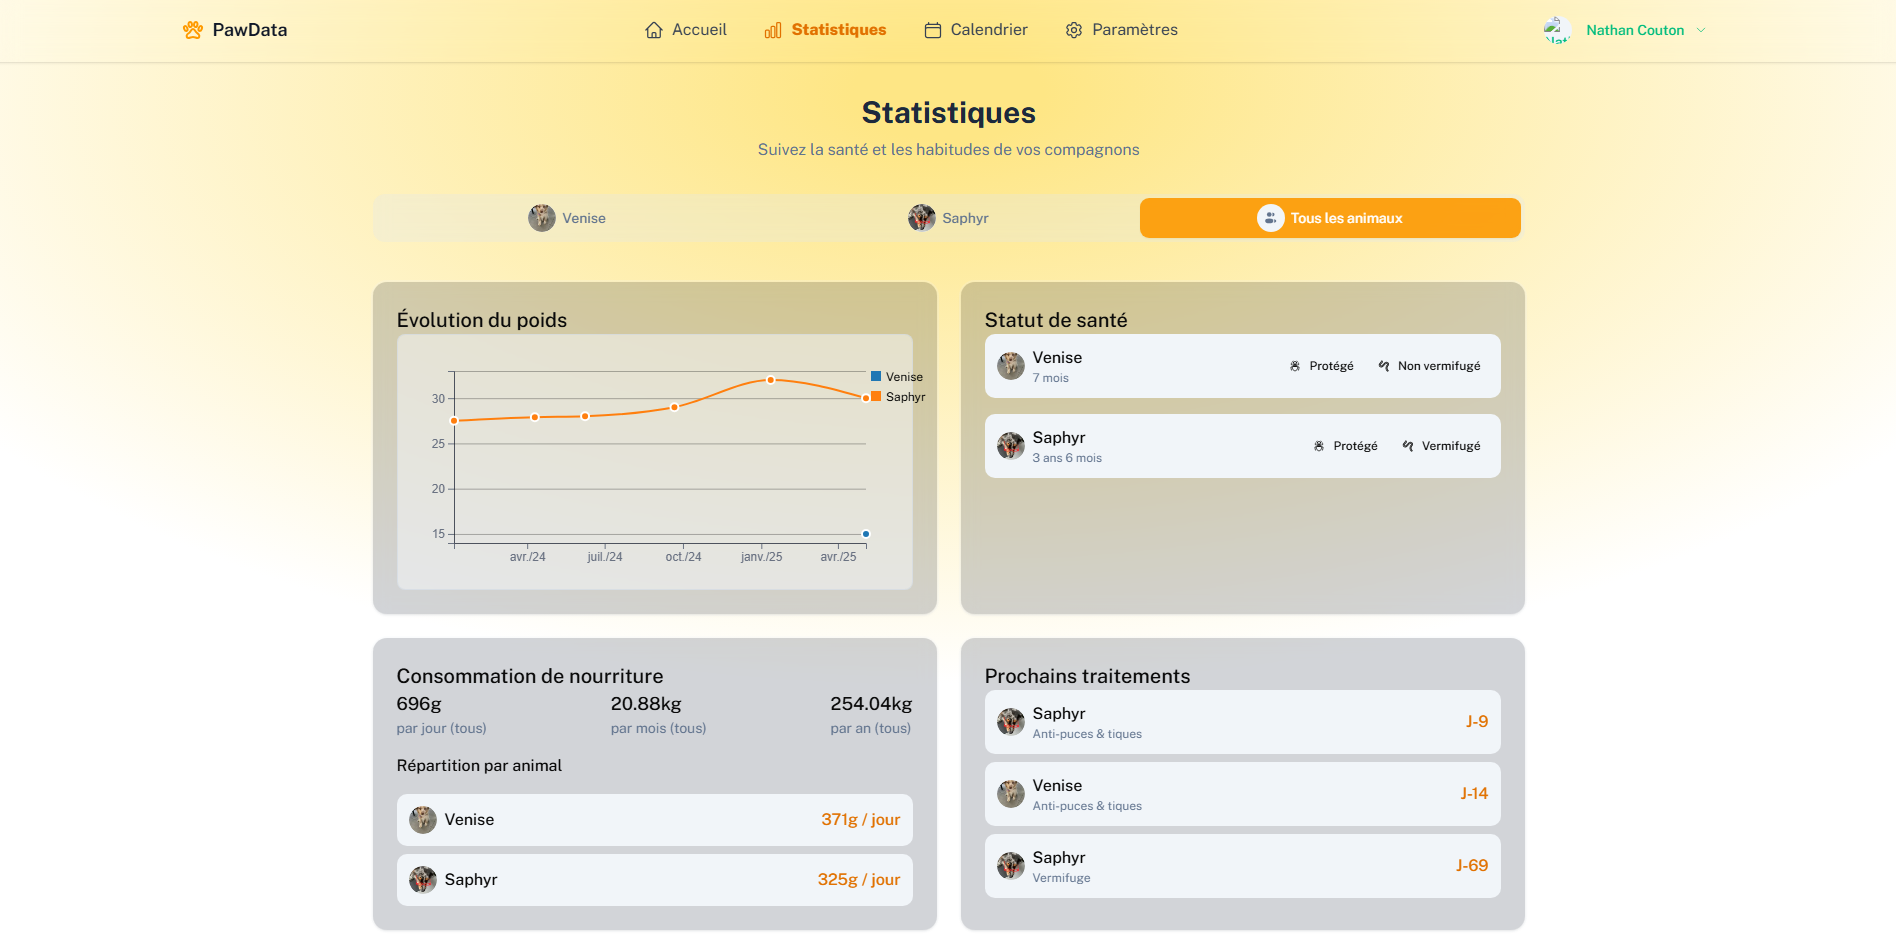 PawData
Accueil
Statistiques
Calendrier
Paramètres
Nathan Couton
Statistiques
Suivez la santé et les habitudes de vos compagnons
Venise
Saphyr
Tous les animaux
Évolution du poids
Venise
Saphyr
30
25
20
15
avr./24
juil./24
oct./24
janv./25
avr./25
Statut de santé
Venise
7 mois
Protégé
Non vermifugé
Saphyr
3 ans 6 mois
Protégé
Vermifugé
Consommation de nourriture
696g
par jour (tous)
20.88kg
par mois (tous)
254.04kg
par an (tous)
Répartition par animal
Venise
371g / jour
Saphyr
325g / jour
Prochains traitements
Saphyr
Anti-puces & tiques
J-9
Venise
Anti-puces & tiques
J-14
Saphyr
Vermifuge
J-69